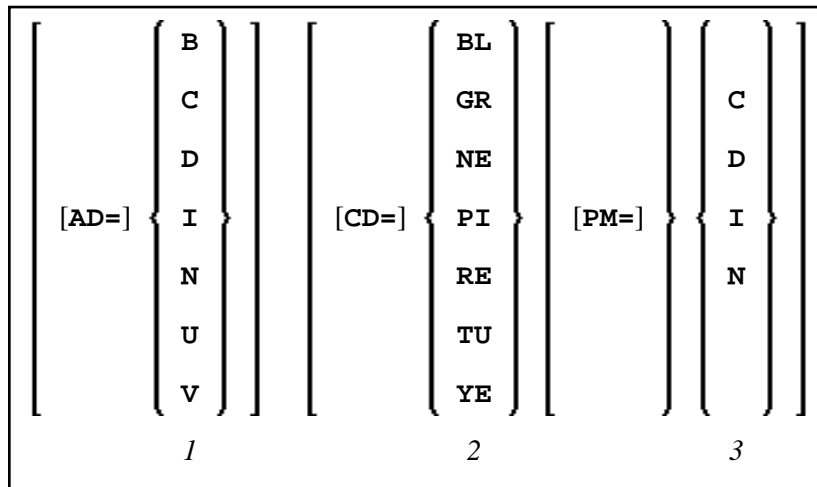 B BL
C GR C
D NE D
[AD=] I [CD=] PI [PM=] I
N RE N
U TU
V YE
1 2 3